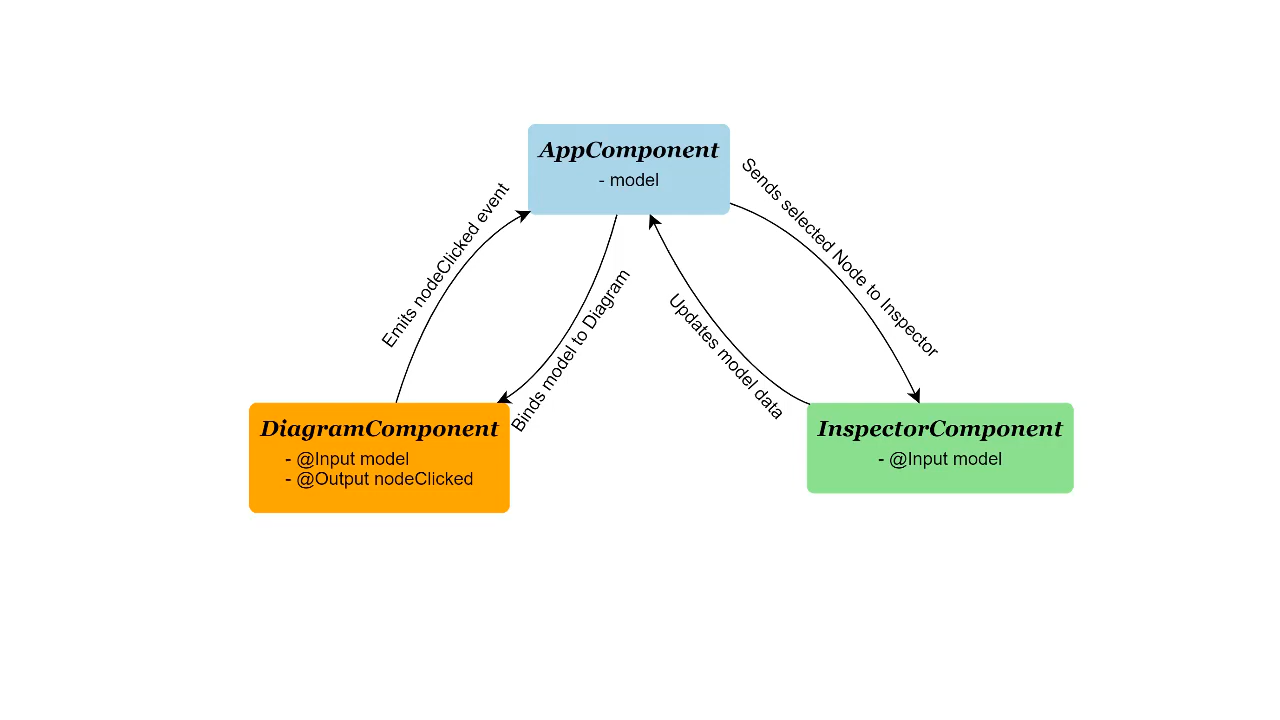 AppComponent
- model
Emits nodeClicked event
Binds model to Diagram
Updates model data
Sends selected Node to Inspector
DiagramComponent
- @Input model
- @Output nodeClicked
InspectorComponent
- @Input model